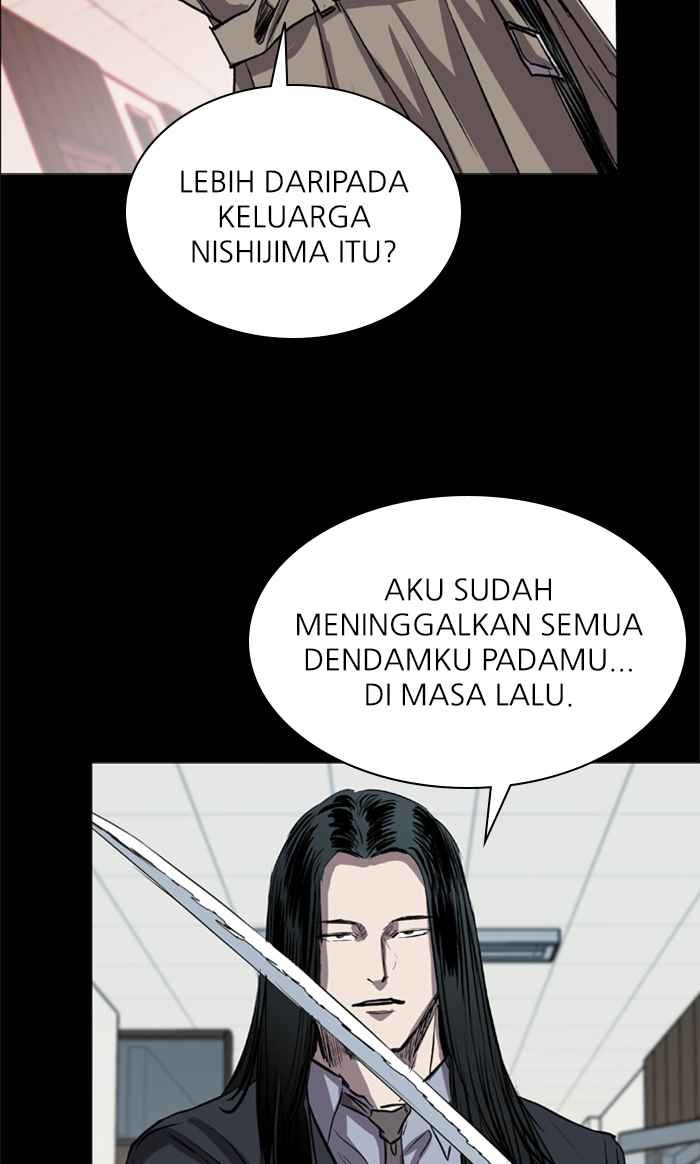 LEBIH DARIPADA
KELUARGA
NISHIJIMA ITU?
AKU SUDAH
MENINGGALKAN SEMUA
DENDAMKU PADAMU...
DI MASA LALU.